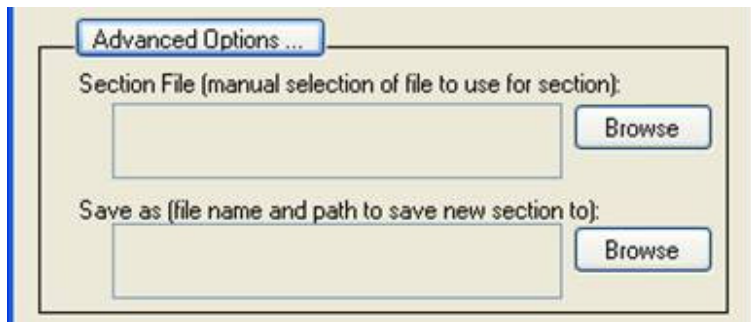 Advanced Options ...
Section File (manual selection of file to use for section):
Browse
Save as (file name and path to save new section to):
Browse